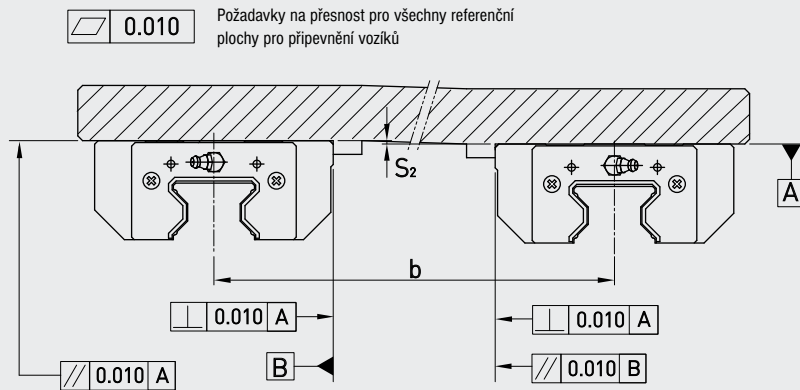 0.010
Požadavky na přesnost pro všechny referenční
plochy pro připevnění vozíků
S2
A
b
⊥ 0.010 A
⊥ 0.010 A
B
// 0.010 A
// 0.010 B